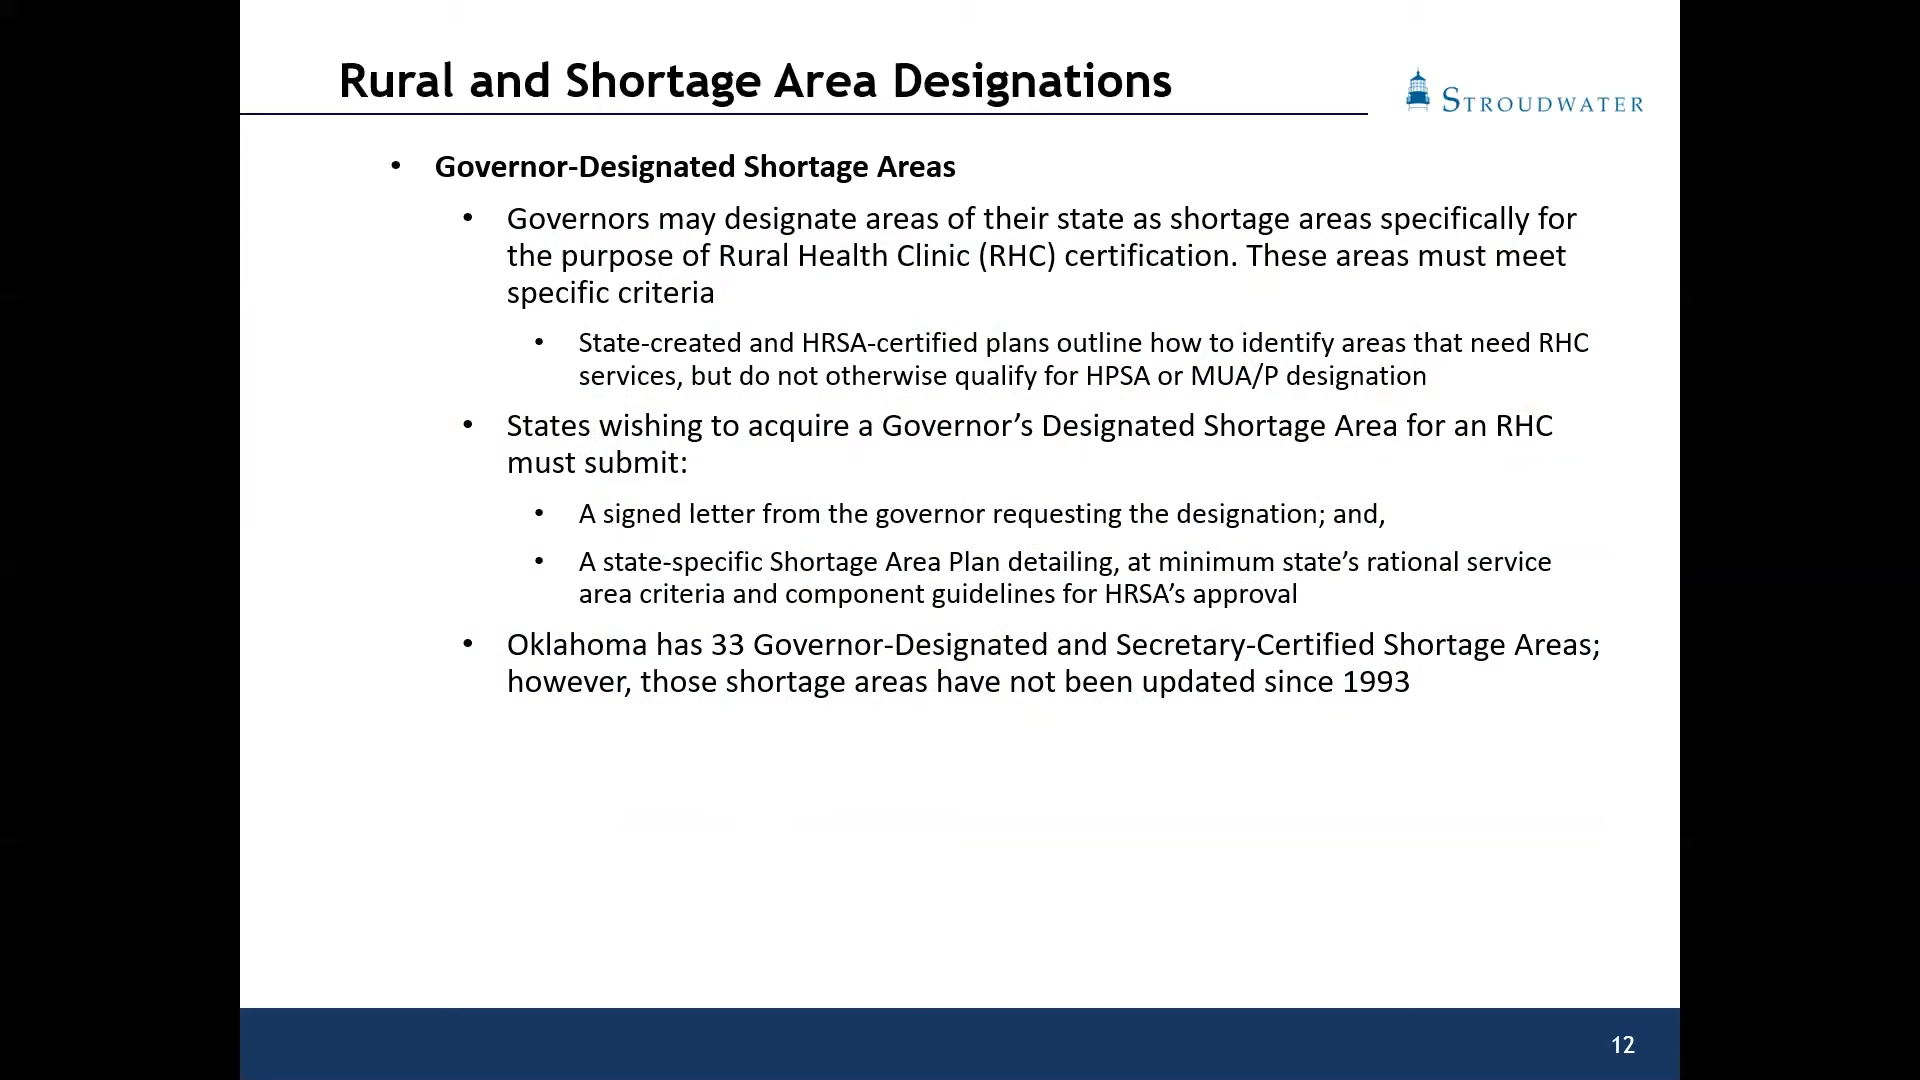 Rural and Shortage Area Designations
STROUDWATER
• Governor-Designated Shortage Areas
• Governors may designate areas of their state as shortage areas specifically for
the purpose of Rural Health Clinic (RHC) certification. These areas must meet
specific criteria
• State-created and HRSA-certified plans outline how to identify areas that need RHC
services, but do not otherwise qualify for HPSA or MUA/P designation
• States wishing to acquire a Governor’s Designated Shortage Area for an RHC
must submit:
• A signed letter from the governor requesting the designation; and,
• A state-specific Shortage Area Plan detailing, at minimum state’s rational service
area criteria and component guidelines for HRSA’s approval
• Oklahoma has 33 Governor-Designated and Secretary-Certified Shortage Areas;
however, those shortage areas have not been updated since 1993
12